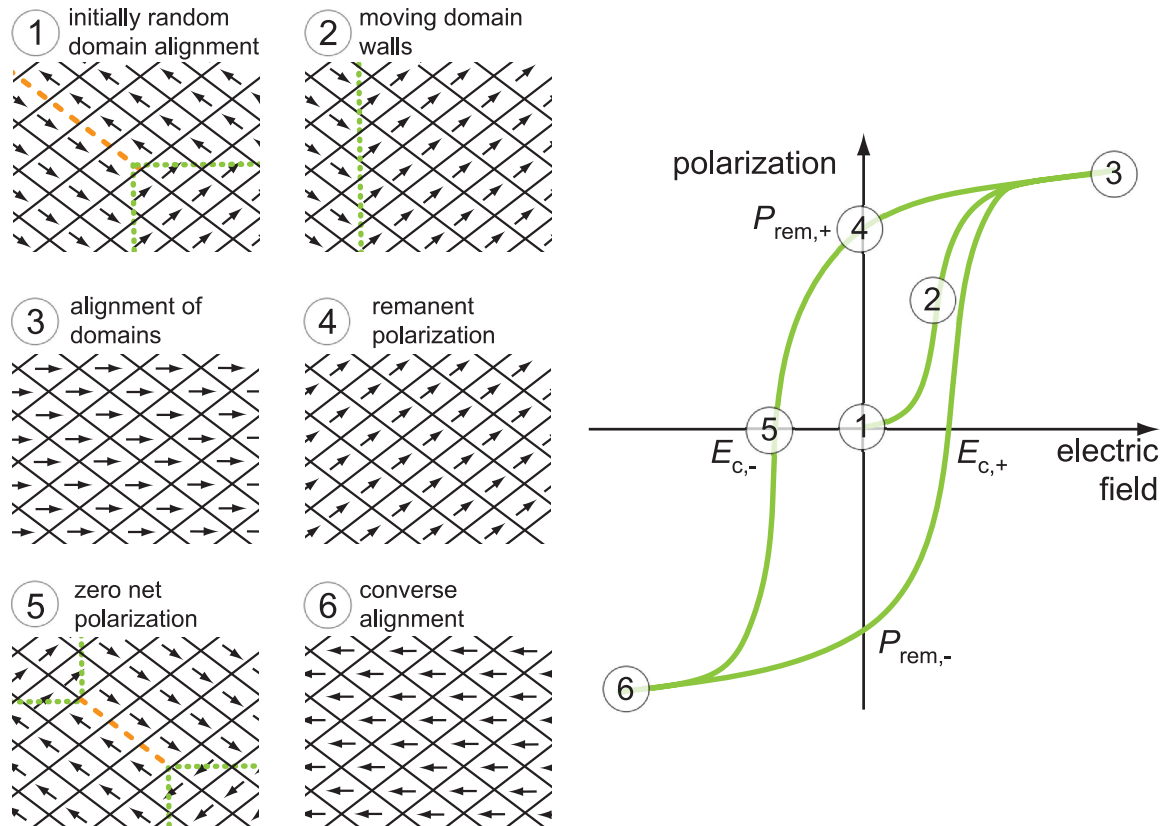 1 initially random
domain alignment
2 moving domain
walls
3 alignment of
domains
4 remanent
polarization
5 zero net
polarization
6 converse
alignment
polarization
3
P_rem,+
4
2
1
5
E_c,-
E_c,+
electric
field
P_rem,-
6